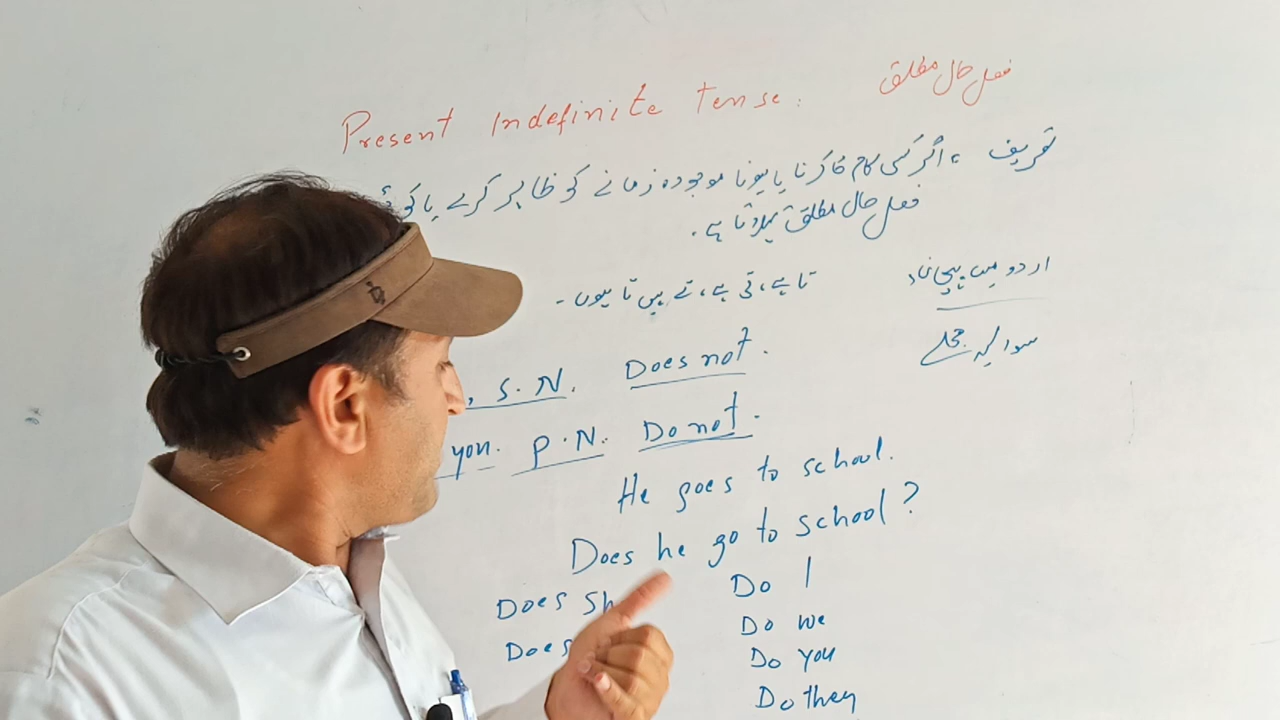 Present Indefinite Tense: فعل حال مطلق
تعریف: اگر کسی کام کا کرنا یا ہونا موجودہ زمانے کو ظاہر کرے یا کوئی
فعل حال مطلق کہلاتا ہے۔
اردو میں پہچان: تا ہے، تی ہے، تے ہیں تا ہوں۔
سوالیہ جملے
, S.N. Does not.
you. P.N. Do not.
He goes to school.
Does he go to school?
Does Sh Do I
Does Do we
Do you
Do they